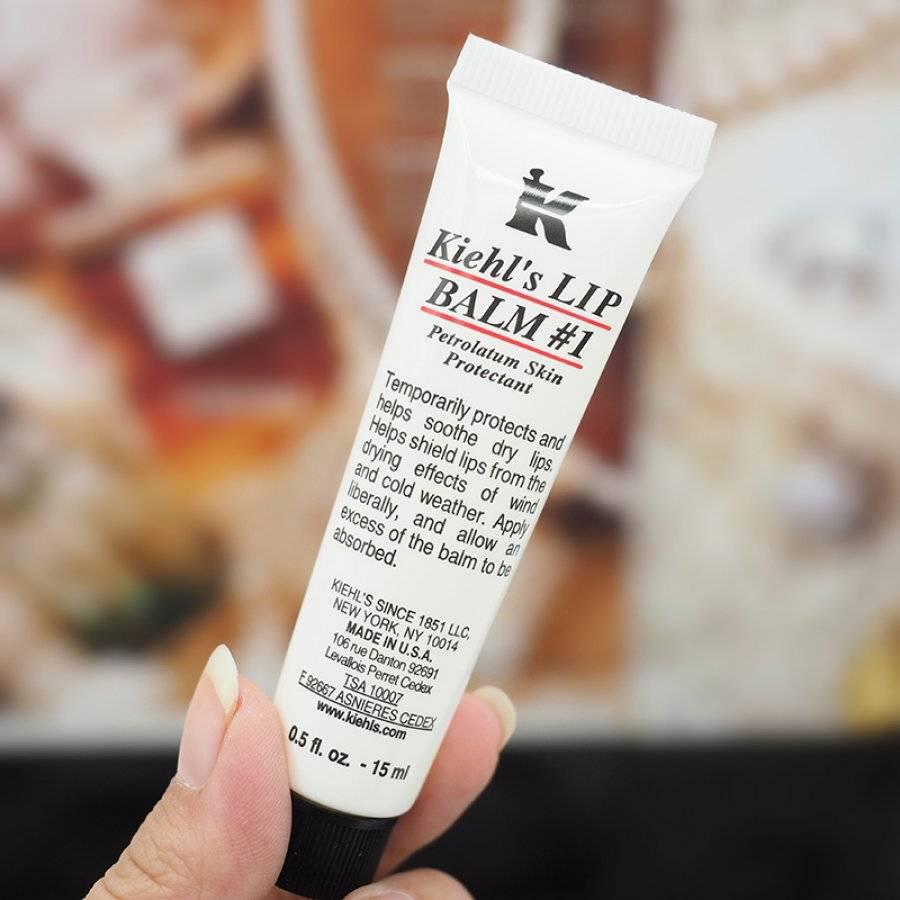 K
Kiehl's LIP
BALM #1
Petrolatum Skin
Protectant
Temporarily protects and
helps soothe dry lips.
Helps shield lips from the
drying effects of wind
and cold weather. Apply
liberally, and allow an
excess of the balm to be
absorbed.
KIEHL'S SINCE 1851 LLC,
NEW YORK, NY 10014
MADE IN U.S.A.
106 rue Danton 92691
Levallois Perret Cedex
TSA 10007
F.92667 ASNIERES CEDEX
www.kiehls.com
0.5 fl. oz. - 15 ml